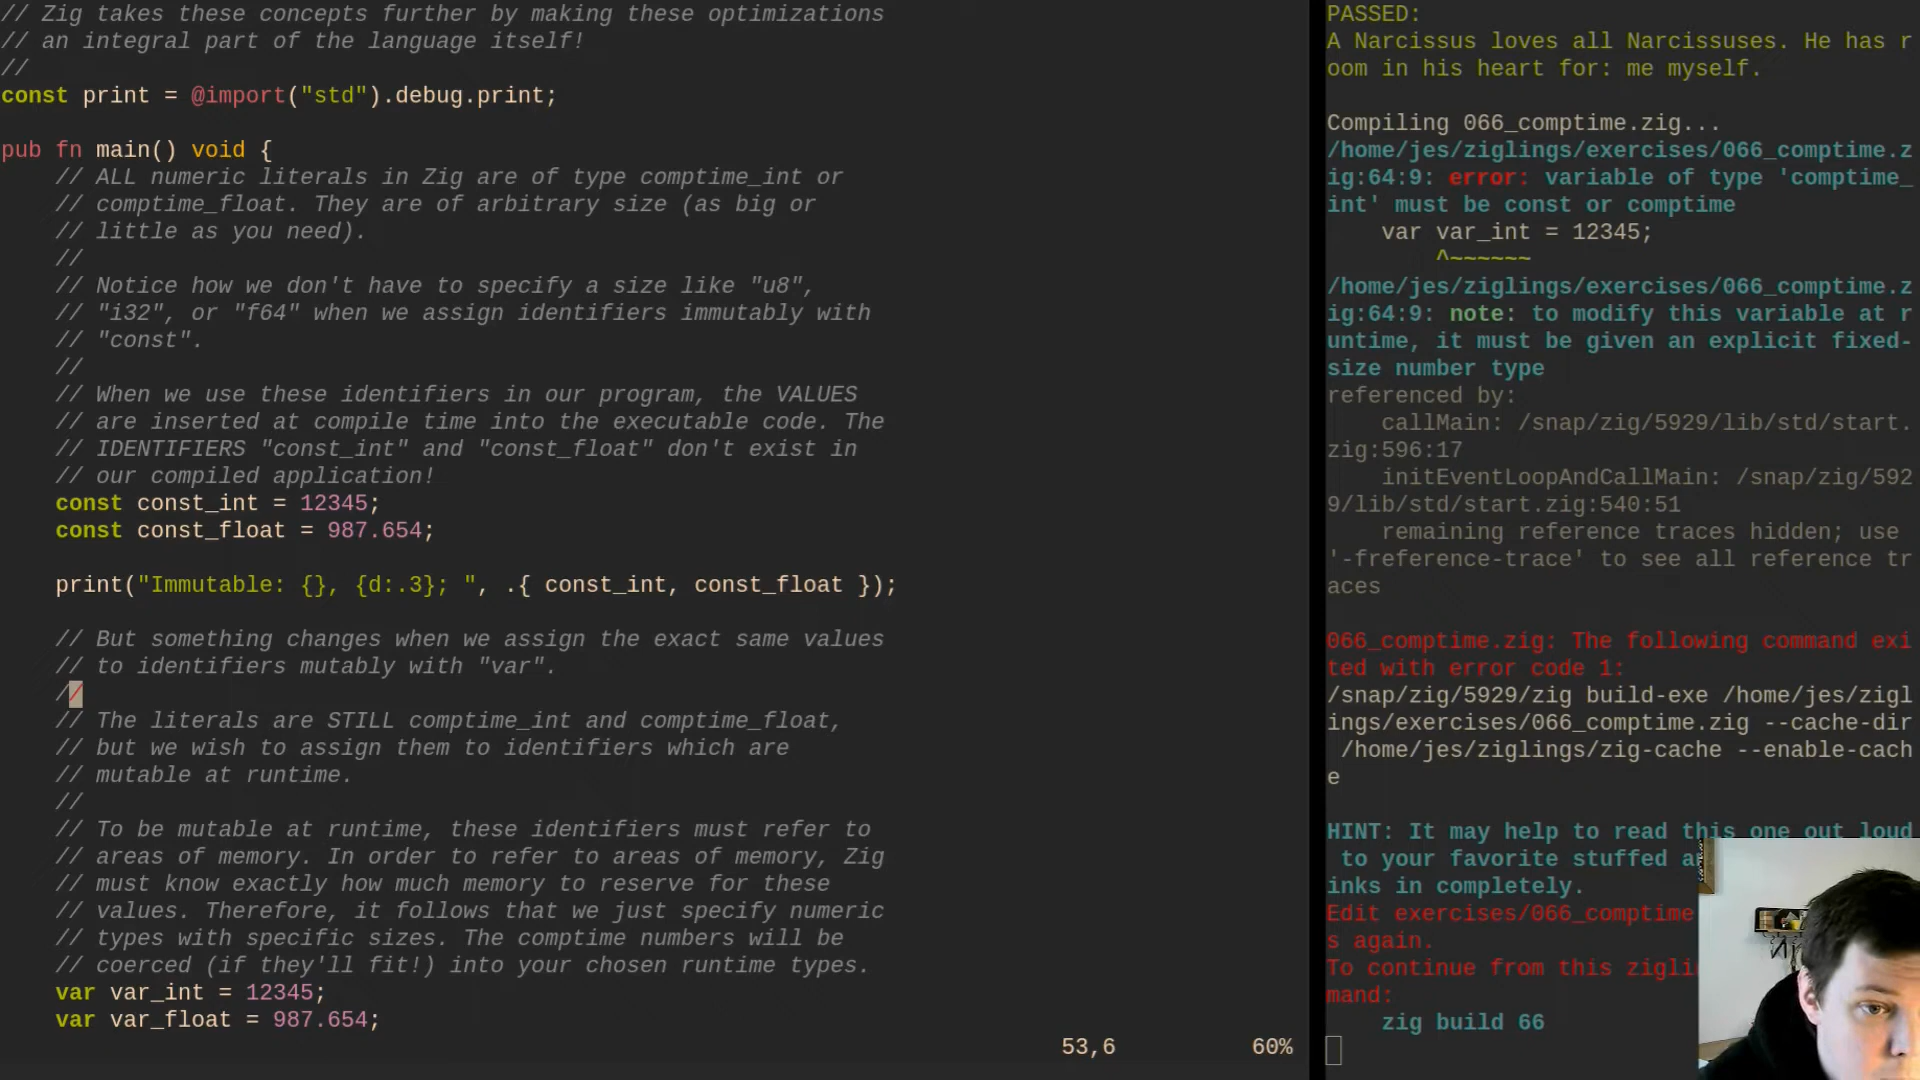 // Zig takes these concepts further by making these optimizations
// an integral part of the language itself!
//
const print = @import("std").debug.print;
pub fn main() void {
// ALL numeric literals in Zig are of type comptime_int or
// comptime_float. They are of arbitrary size (as big or
// little as you need).
//
// Notice how we don't have to specify a size like "u8",
// "i32", or "f64" when we assign identifiers immutably with
// "const".
//
// When we use these identifiers in our program, the VALUES
// are inserted at compile time into the executable code. The
// IDENTIFIERS "const_int" and "const_float" don't exist in
// our compiled application!
const const_int = 12345;
const const_float = 987.654;
print("Immutable: {}, {d:.3}; ", .{ const_int, const_float });
// But something changes when we assign the exact same values
// to identifiers mutably with "var".
//
// The literals are STILL comptime_int and comptime_float,
// but we wish to assign them to identifiers which are
// mutable at runtime.
//
// To be mutable at runtime, these identifiers must refer to
// areas of memory. In order to refer to areas of memory, Zig
// must know exactly how much memory to reserve for these
// values. Therefore, it follows that we just specify numeric
// types with specific sizes. The comptime numbers will be
// coerced (if they'll fit!) into your chosen runtime types.
var var_int = 12345;
var var_float = 987.654;
53,6 60%
PASSED:
A Narcissus loves all Narcissuses. He has r
oom in his heart for: me myself.
Compiling 066_comptime.zig...
/home/jes/ziglings/exercises/066_comptime.z
ig:64:9: error: variable of type 'comptime_
int' must be const or comptime
var var_int = 12345;
^~~~~~~
/home/jes/ziglings/exercises/066_comptime.z
ig:64:9: note: to modify this variable at r
untime, it must be given an explicit fixed-
size number type
referenced by:
callMain: /snap/zig/5929/lib/std/start.
zig:596:17
initEventLoopAndCallMain: /snap/zig/592
9/lib/std/start.zig:540:51
remaining reference traces hidden; use
'-freference-trace' to see all reference tr
aces
066_comptime.zig: The following command exi
ted with error code 1:
/snap/zig/5929/zig build-exe /home/jes/zigl
ings/exercises/066_comptime.zig --cache-dir
/home/jes/ziglings/zig-cache --enable-cach
e
HINT: It may help to read this one out loud
to your favorite stuffed
inks in completely.
Edit exercises/066_comptime
s again.
To continue from this
mand:
zig build 66